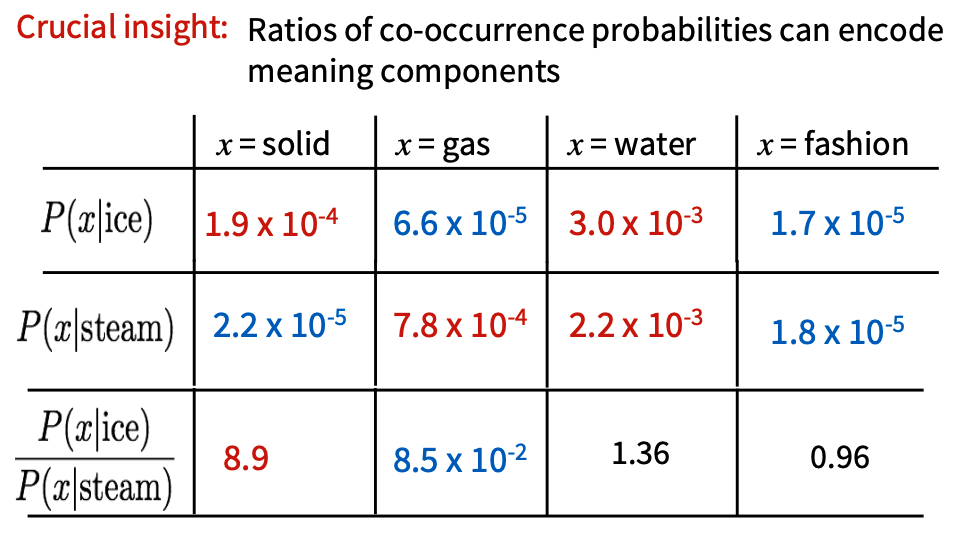 Crucial insight: Ratios of co-occurrence probabilities can encode
meaning components
x = solid x = gas x = water x = fashion
P(x|ice) 1.9 x 10⁻⁴ 6.6 x 10⁻⁵ 3.0 x 10⁻³ 1.7 x 10⁻⁵
P(x|steam) 2.2 x 10⁻⁵ 7.8 x 10⁻⁴ 2.2 x 10⁻³ 1.8 x 10⁻⁵
P(x|ice)
P(x|steam) 8.9 8.5 x 10⁻² 1.36 0.96